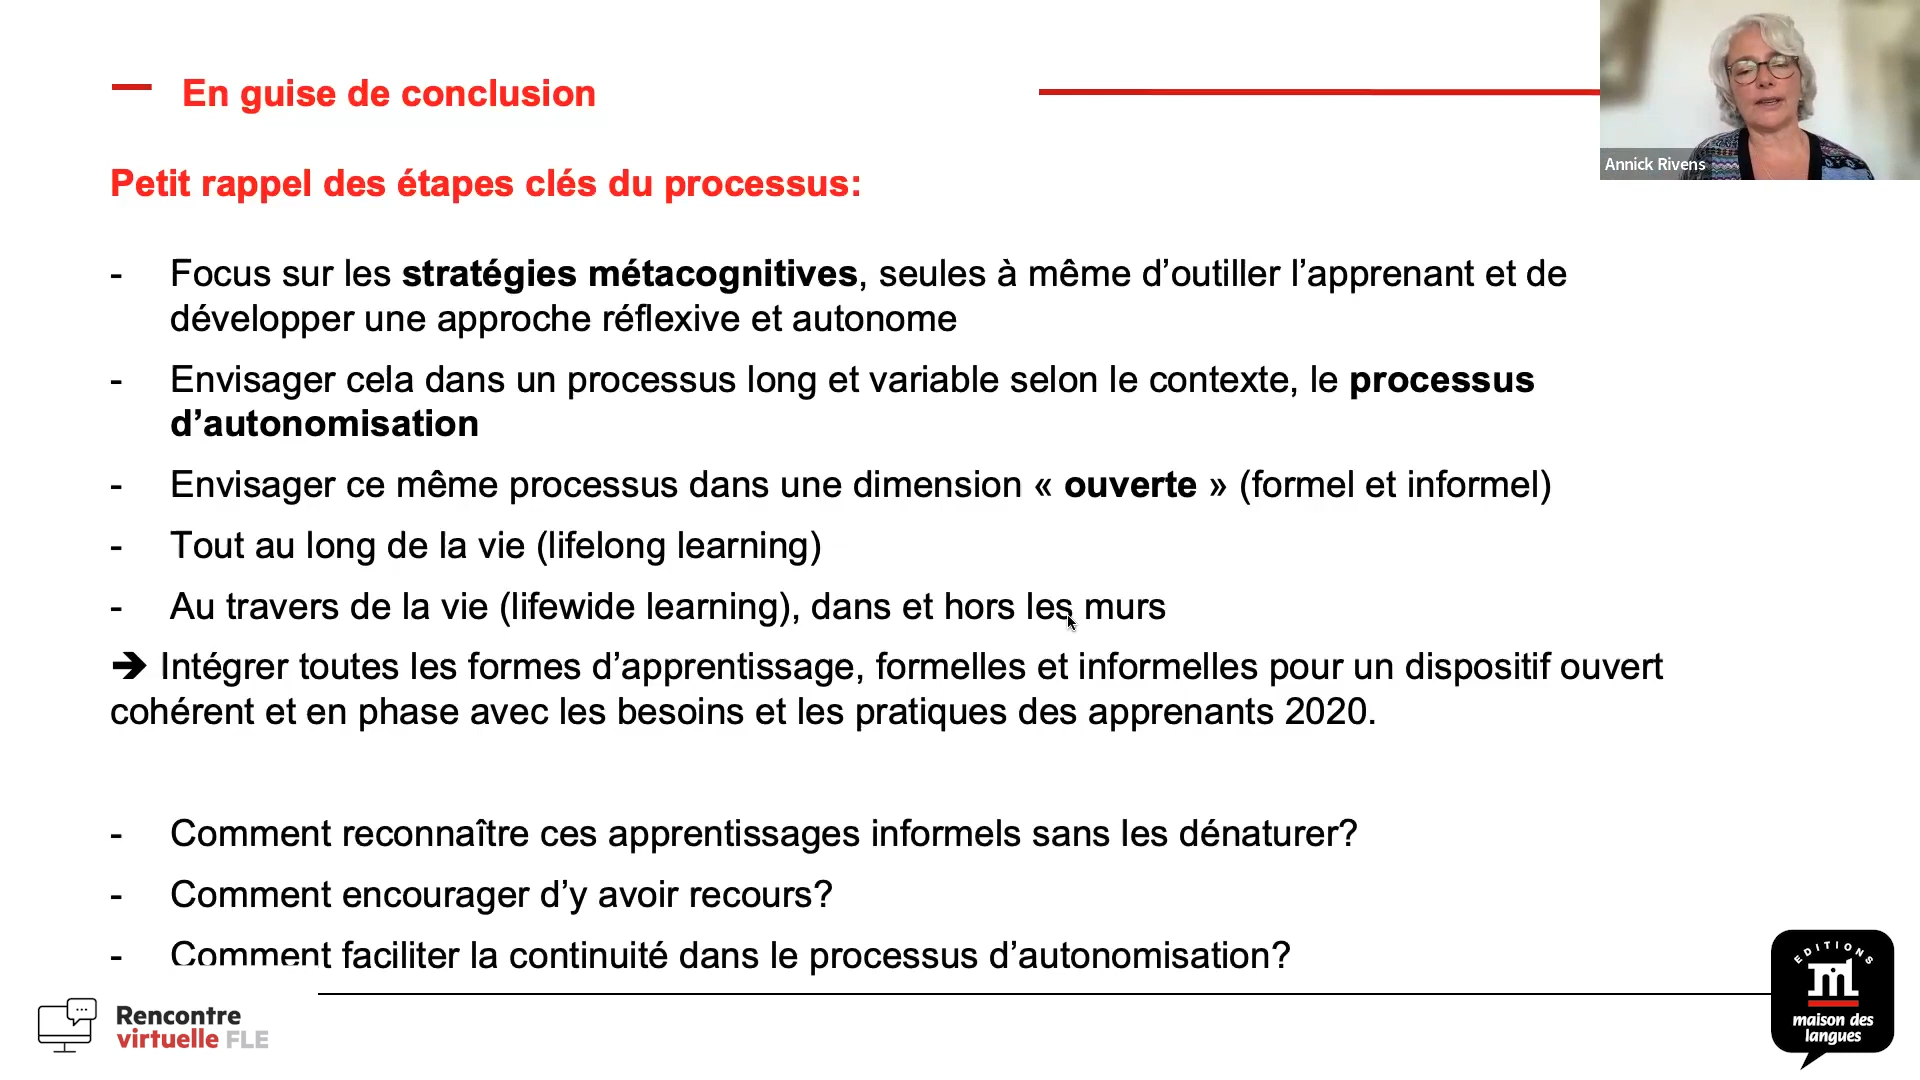 En guise de conclusion
Annick Rivens
Petit rappel des étapes clés du processus:
- Focus sur les stratégies métacognitives, seules à même d’outiller l’apprenant et de
développer une approche réflexive et autonome
- Envisager cela dans un processus long et variable selon le contexte, le processus
d’autonomisation
- Envisager ce même processus dans une dimension « ouverte » (formel et informel)
- Tout au long de la vie (lifelong learning)
- Au travers de la vie (lifewide learning), dans et hors les murs
➔ Intégrer toutes les formes d’apprentissage, formelles et informelles pour un dispositif ouvert
cohérent et en phase avec les besoins et les pratiques des apprenants 2020.
- Comment reconnaître ces apprentissages informels sans les dénaturer?
- Comment encourager d’y avoir recours?
- Comment faciliter la continuité dans le processus d’autonomisation?
Rencontre
virtuelle FLE
EDITIONS
maison des
langues